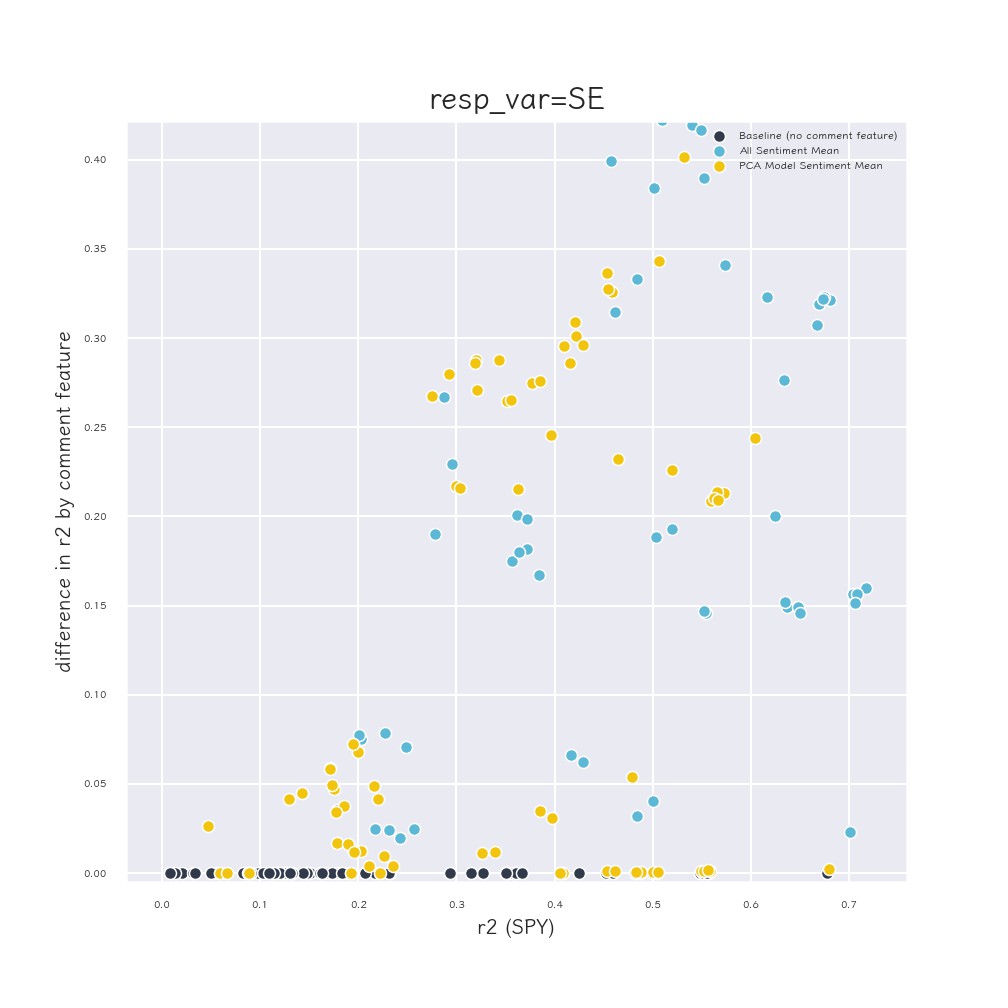 resp_var=SE
Baseline (no comment feature)
All Sentiment Mean
PCA Model Sentiment Mean
difference in r2 by comment feature
0.40
0.35
0.30
0.25
0.20
0.15
0.10
0.05
0.00
0.0 0.1 0.2 0.3 0.4 0.5 0.6 0.7
r2 (SPY)